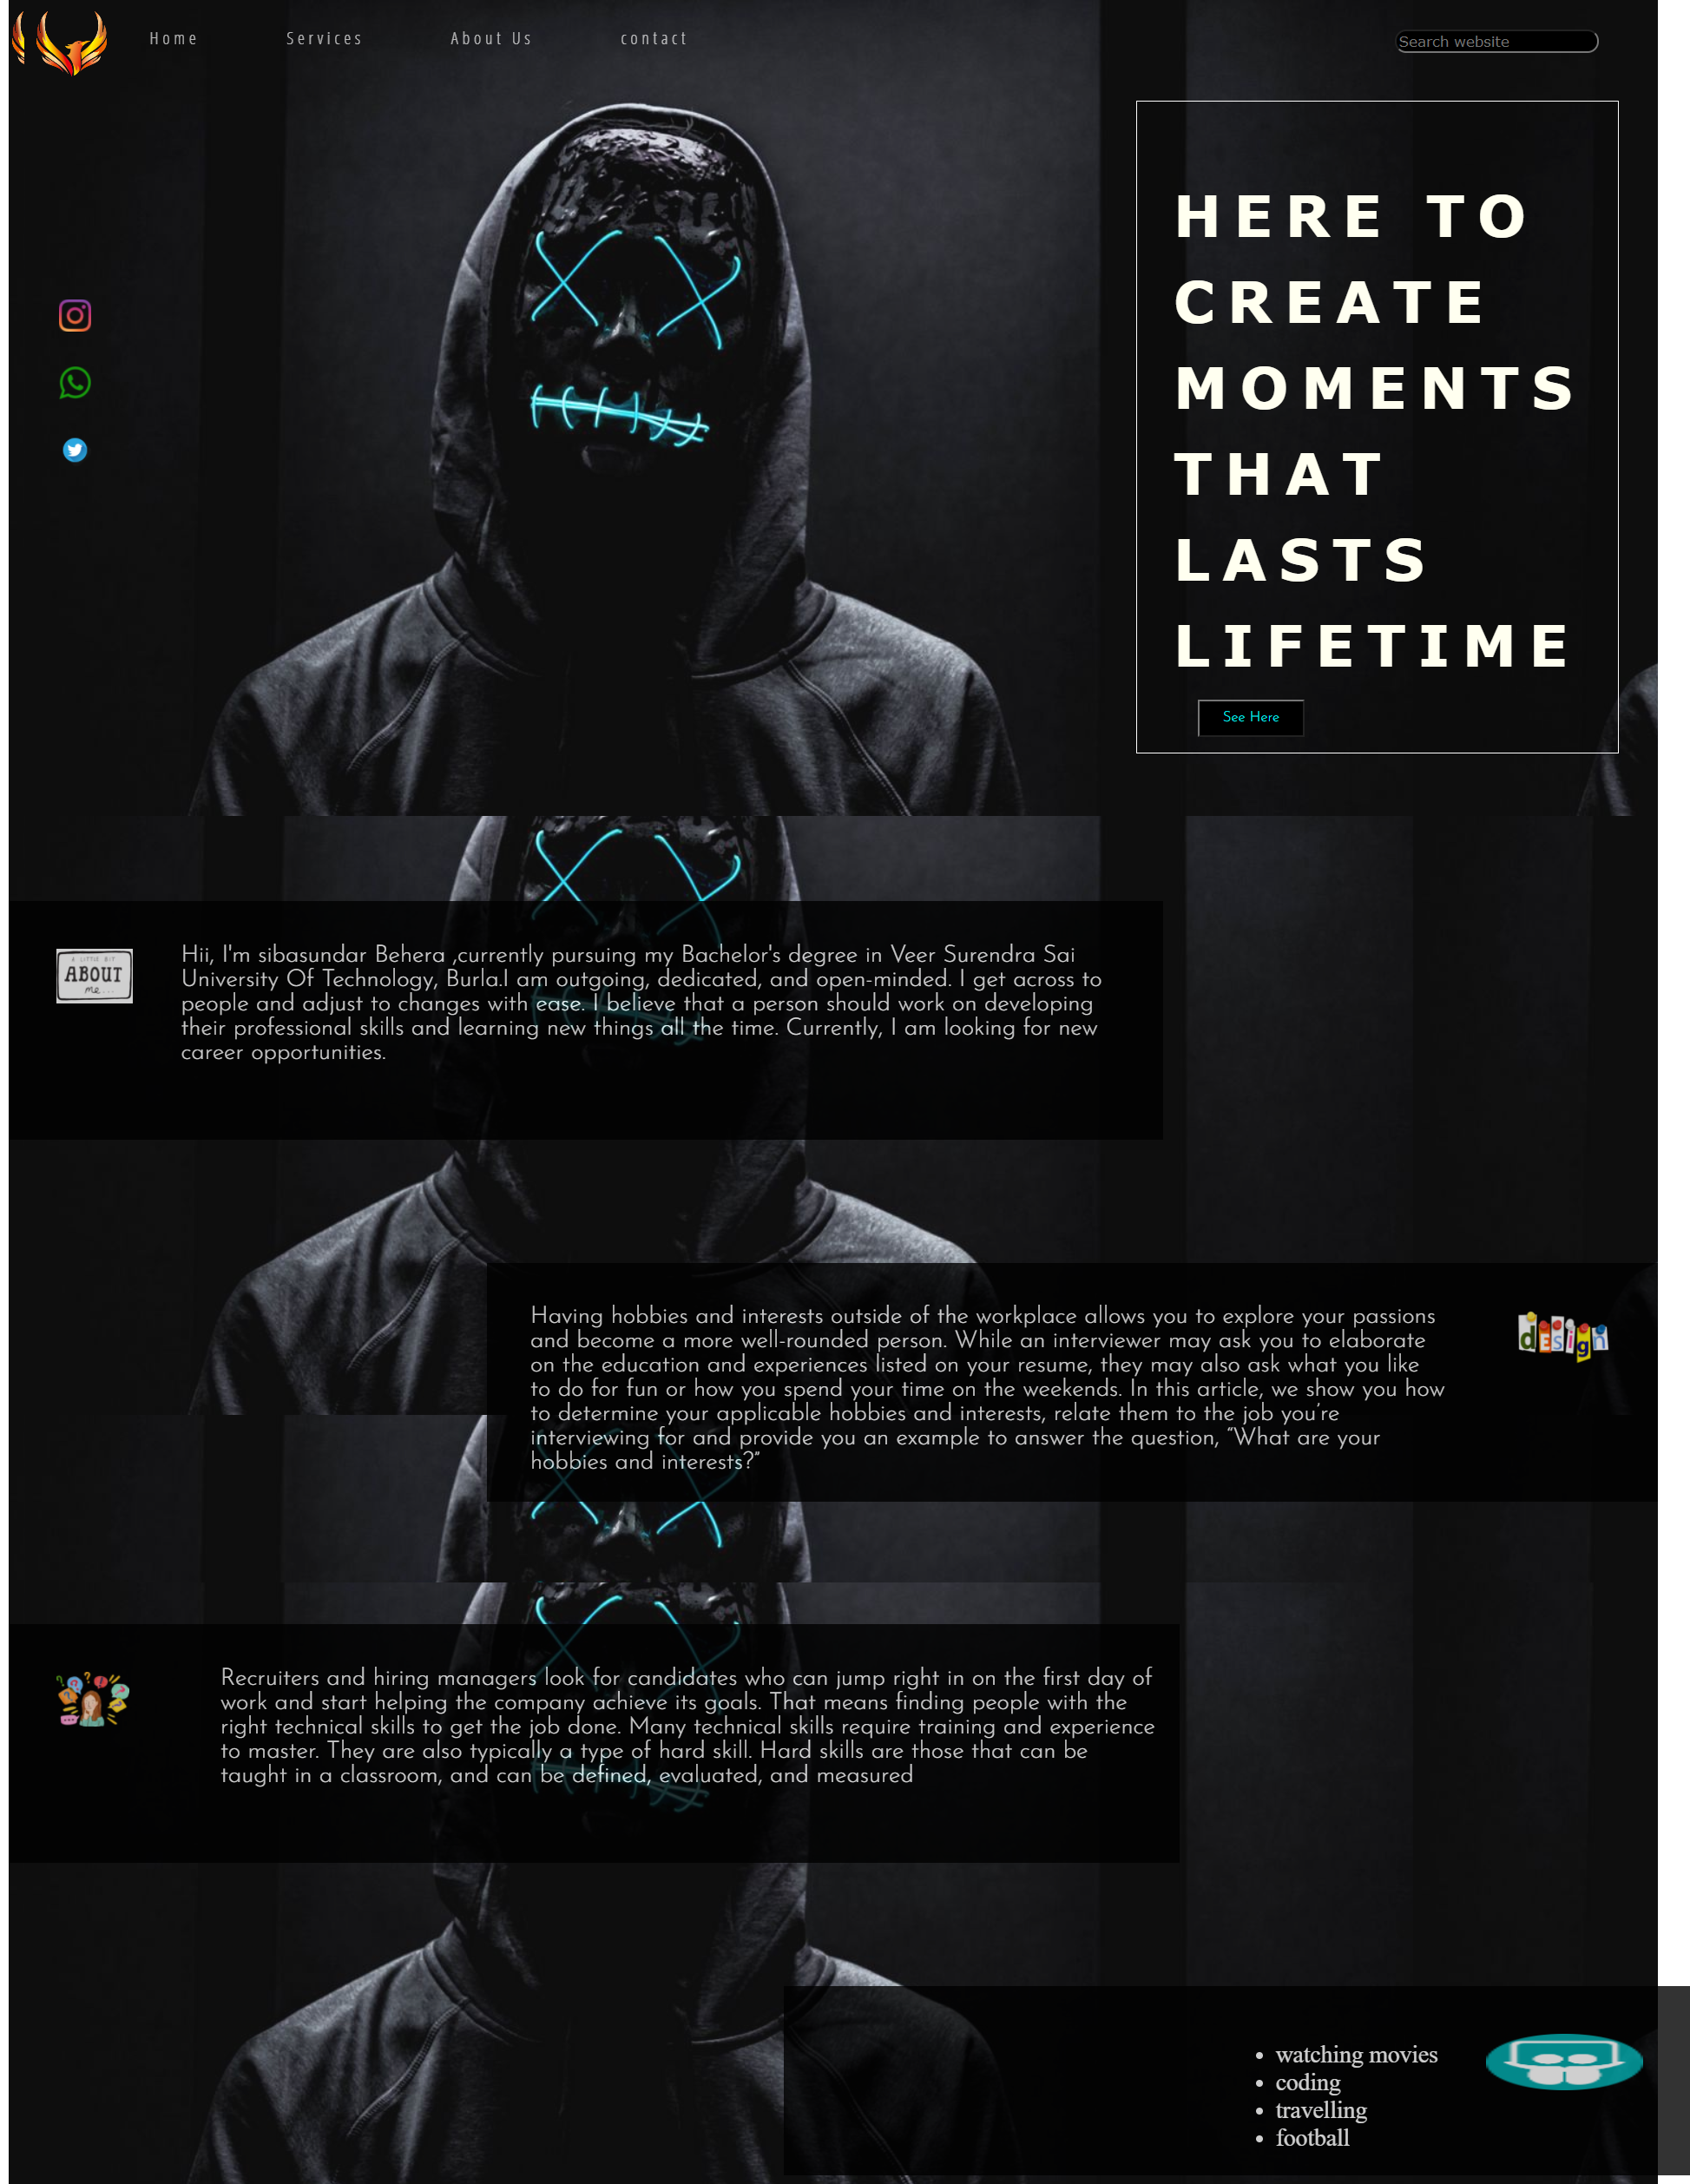 Home Services About Us contact
Search website
HERE TO
CREATE
MOMENTS
THAT
LASTS
LIFETIME
See Here
A LITTLE BIT
ABOUT
me...
Hii, I'm sibasundar Behera ,currently pursuing my Bachelor's degree in Veer Surendra Sai
University Of Technology, Burla.I am outgoing, dedicated, and open-minded. I get across to
people and adjust to changes with ease. I believe that a person should work on developing
their professional skills and learning new things all the time. Currently, I am looking for new
career opportunities.
Having hobbies and interests outside of the workplace allows you to explore your passions
and become a more well-rounded person. While an interviewer may ask you to elaborate
on the education and experiences listed on your resume, they may also ask what you like
to do for fun or how you spend your time on the weekends. In this article, we show you how
to determine your applicable hobbies and interests, relate them to the job you’re
interviewing for and provide you an example to answer the question, “What are your
hobbies and interests?”
dESign
Recruiters and hiring managers look for candidates who can jump right in on the first day of
work and start helping the company achieve its goals. That means finding people with the
right technical skills to get the job done. Many technical skills require training and experience
to master. They are also typically a type of hard skill. Hard skills are those that can be
taught in a classroom, and can be defined, evaluated, and measured
• watching movies
• coding
• travelling
• football